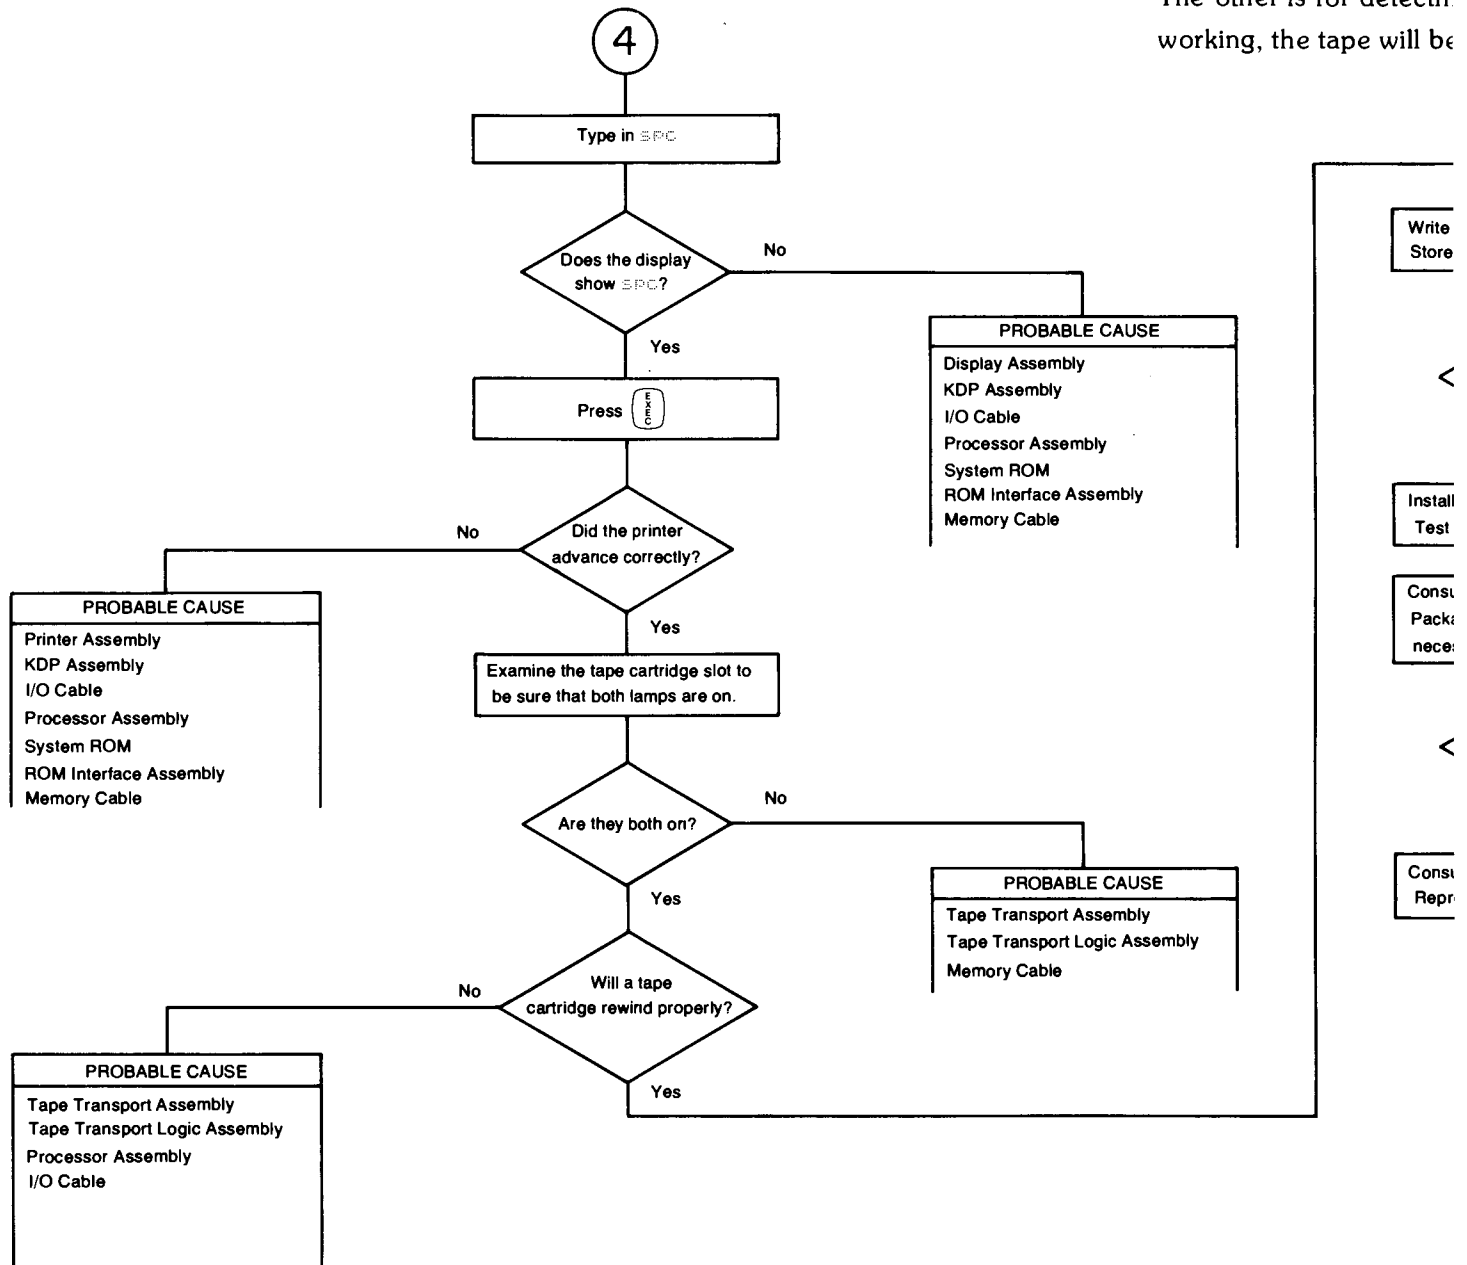 The other is for
working, the tape will be
4
Type in SPC
Does the display
show SPC?
No
Yes
PROBABLE CAUSE
Display Assembly
KDP Assembly
I/O Cable
Processor Assembly
System ROM
ROM Interface Assembly
Memory Cable
Press EXEC
Did the printer
advance correctly?
No
Yes
PROBABLE CAUSE
Printer Assembly
KDP Assembly
I/O Cable
Processor Assembly
System ROM
ROM Interface Assembly
Memory Cable
Examine the tape cartridge slot to
be sure that both lamps are on.
Are they both on?
No
Yes
PROBABLE CAUSE
Tape Transport Assembly
Tape Transport Logic Assembly
Memory Cable
Will a tape
cartridge rewind properly?
No
Yes
PROBABLE CAUSE
Tape Transport Assembly
Tape Transport Logic Assembly
Processor Assembly
I/O Cable
Write
Store
Install
Test